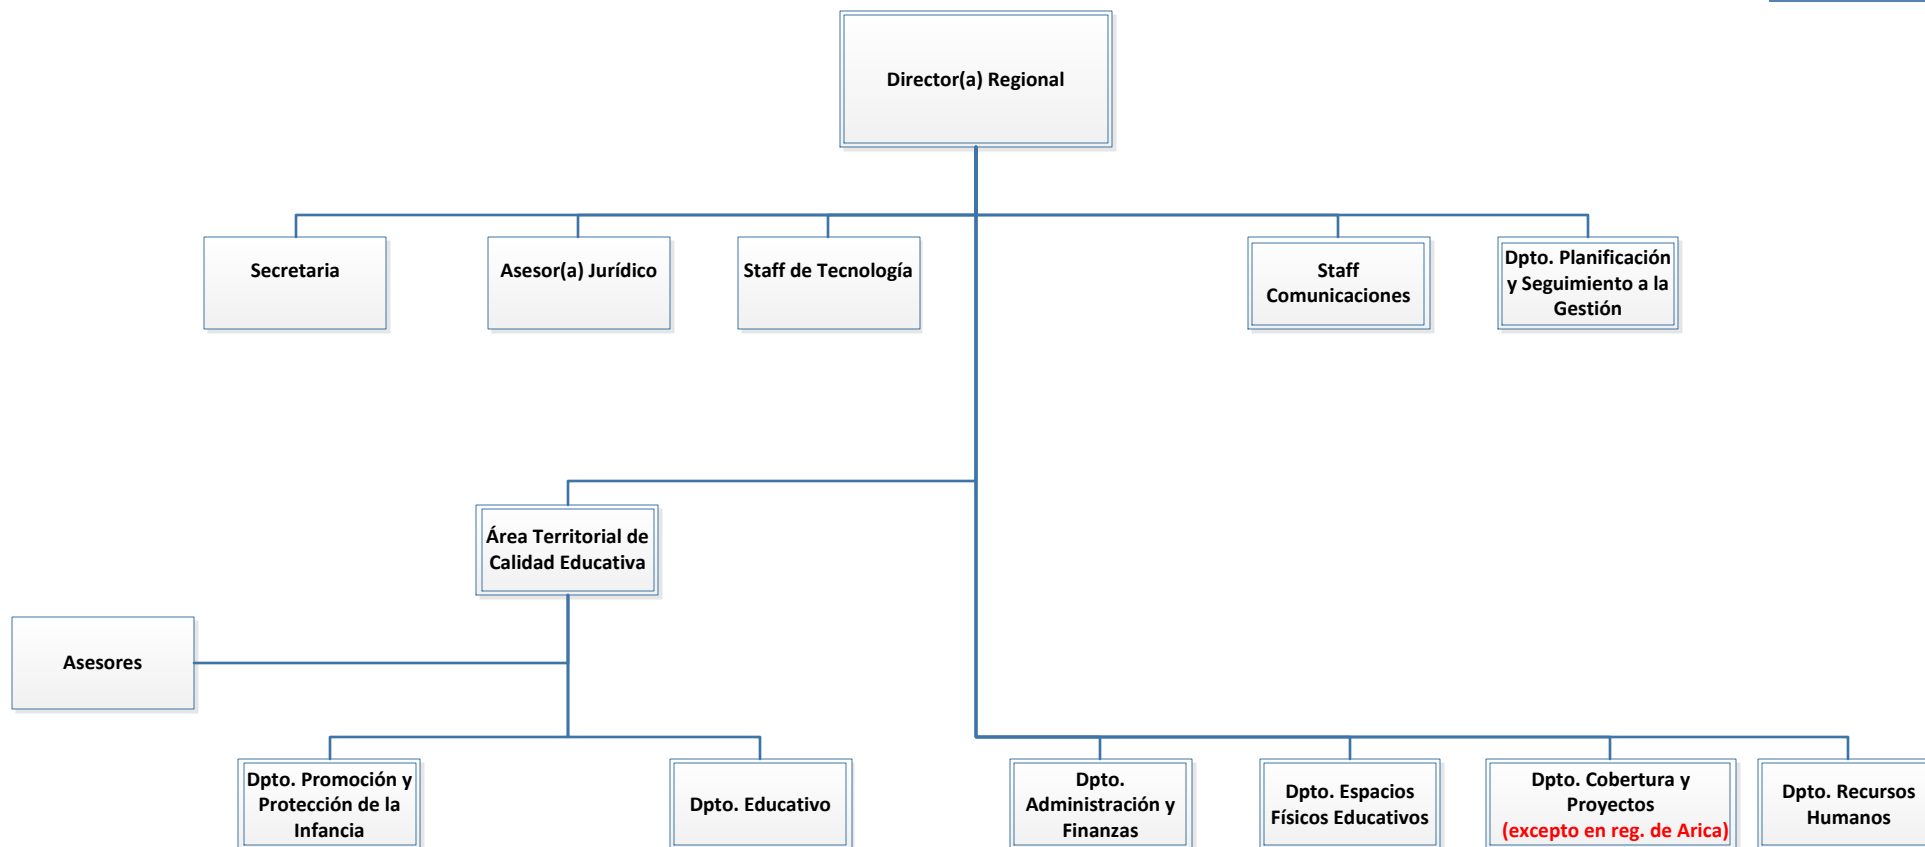 Director(a) Regional
Secretaria
Asesor(a) Jurídico
Staff de Tecnología
Staff
Comunicaciones
Dpto. Planificación
y Seguimiento a la
Gestión
Área Territorial de
Calidad Educativa
Asesores
Dpto. Promoción y
Protección de la
Infancia
Dpto. Educativo
Dpto.
Administración y
Finanzas
Dpto. Espacios
Físicos Educativos
Dpto. Cobertura y
Proyectos
(excepto en reg. de Arica)
Dpto. Recursos
Humanos